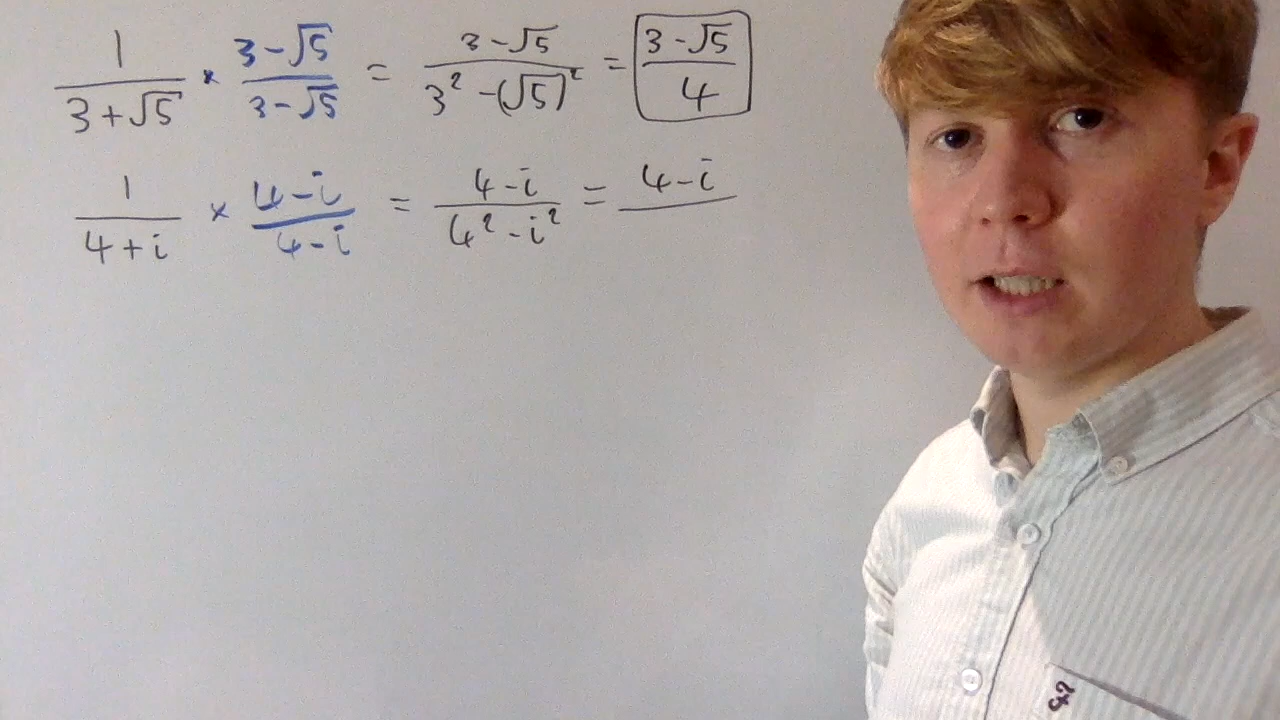 1/(3+√5) × (3-√5)/(3-√5) = (3-√5)/(3²-(√5)²) = (3-√5)/4
1/(4+i) × (4-i)/(4-i) = (4-i)/(4²-i²) = (4-i)/